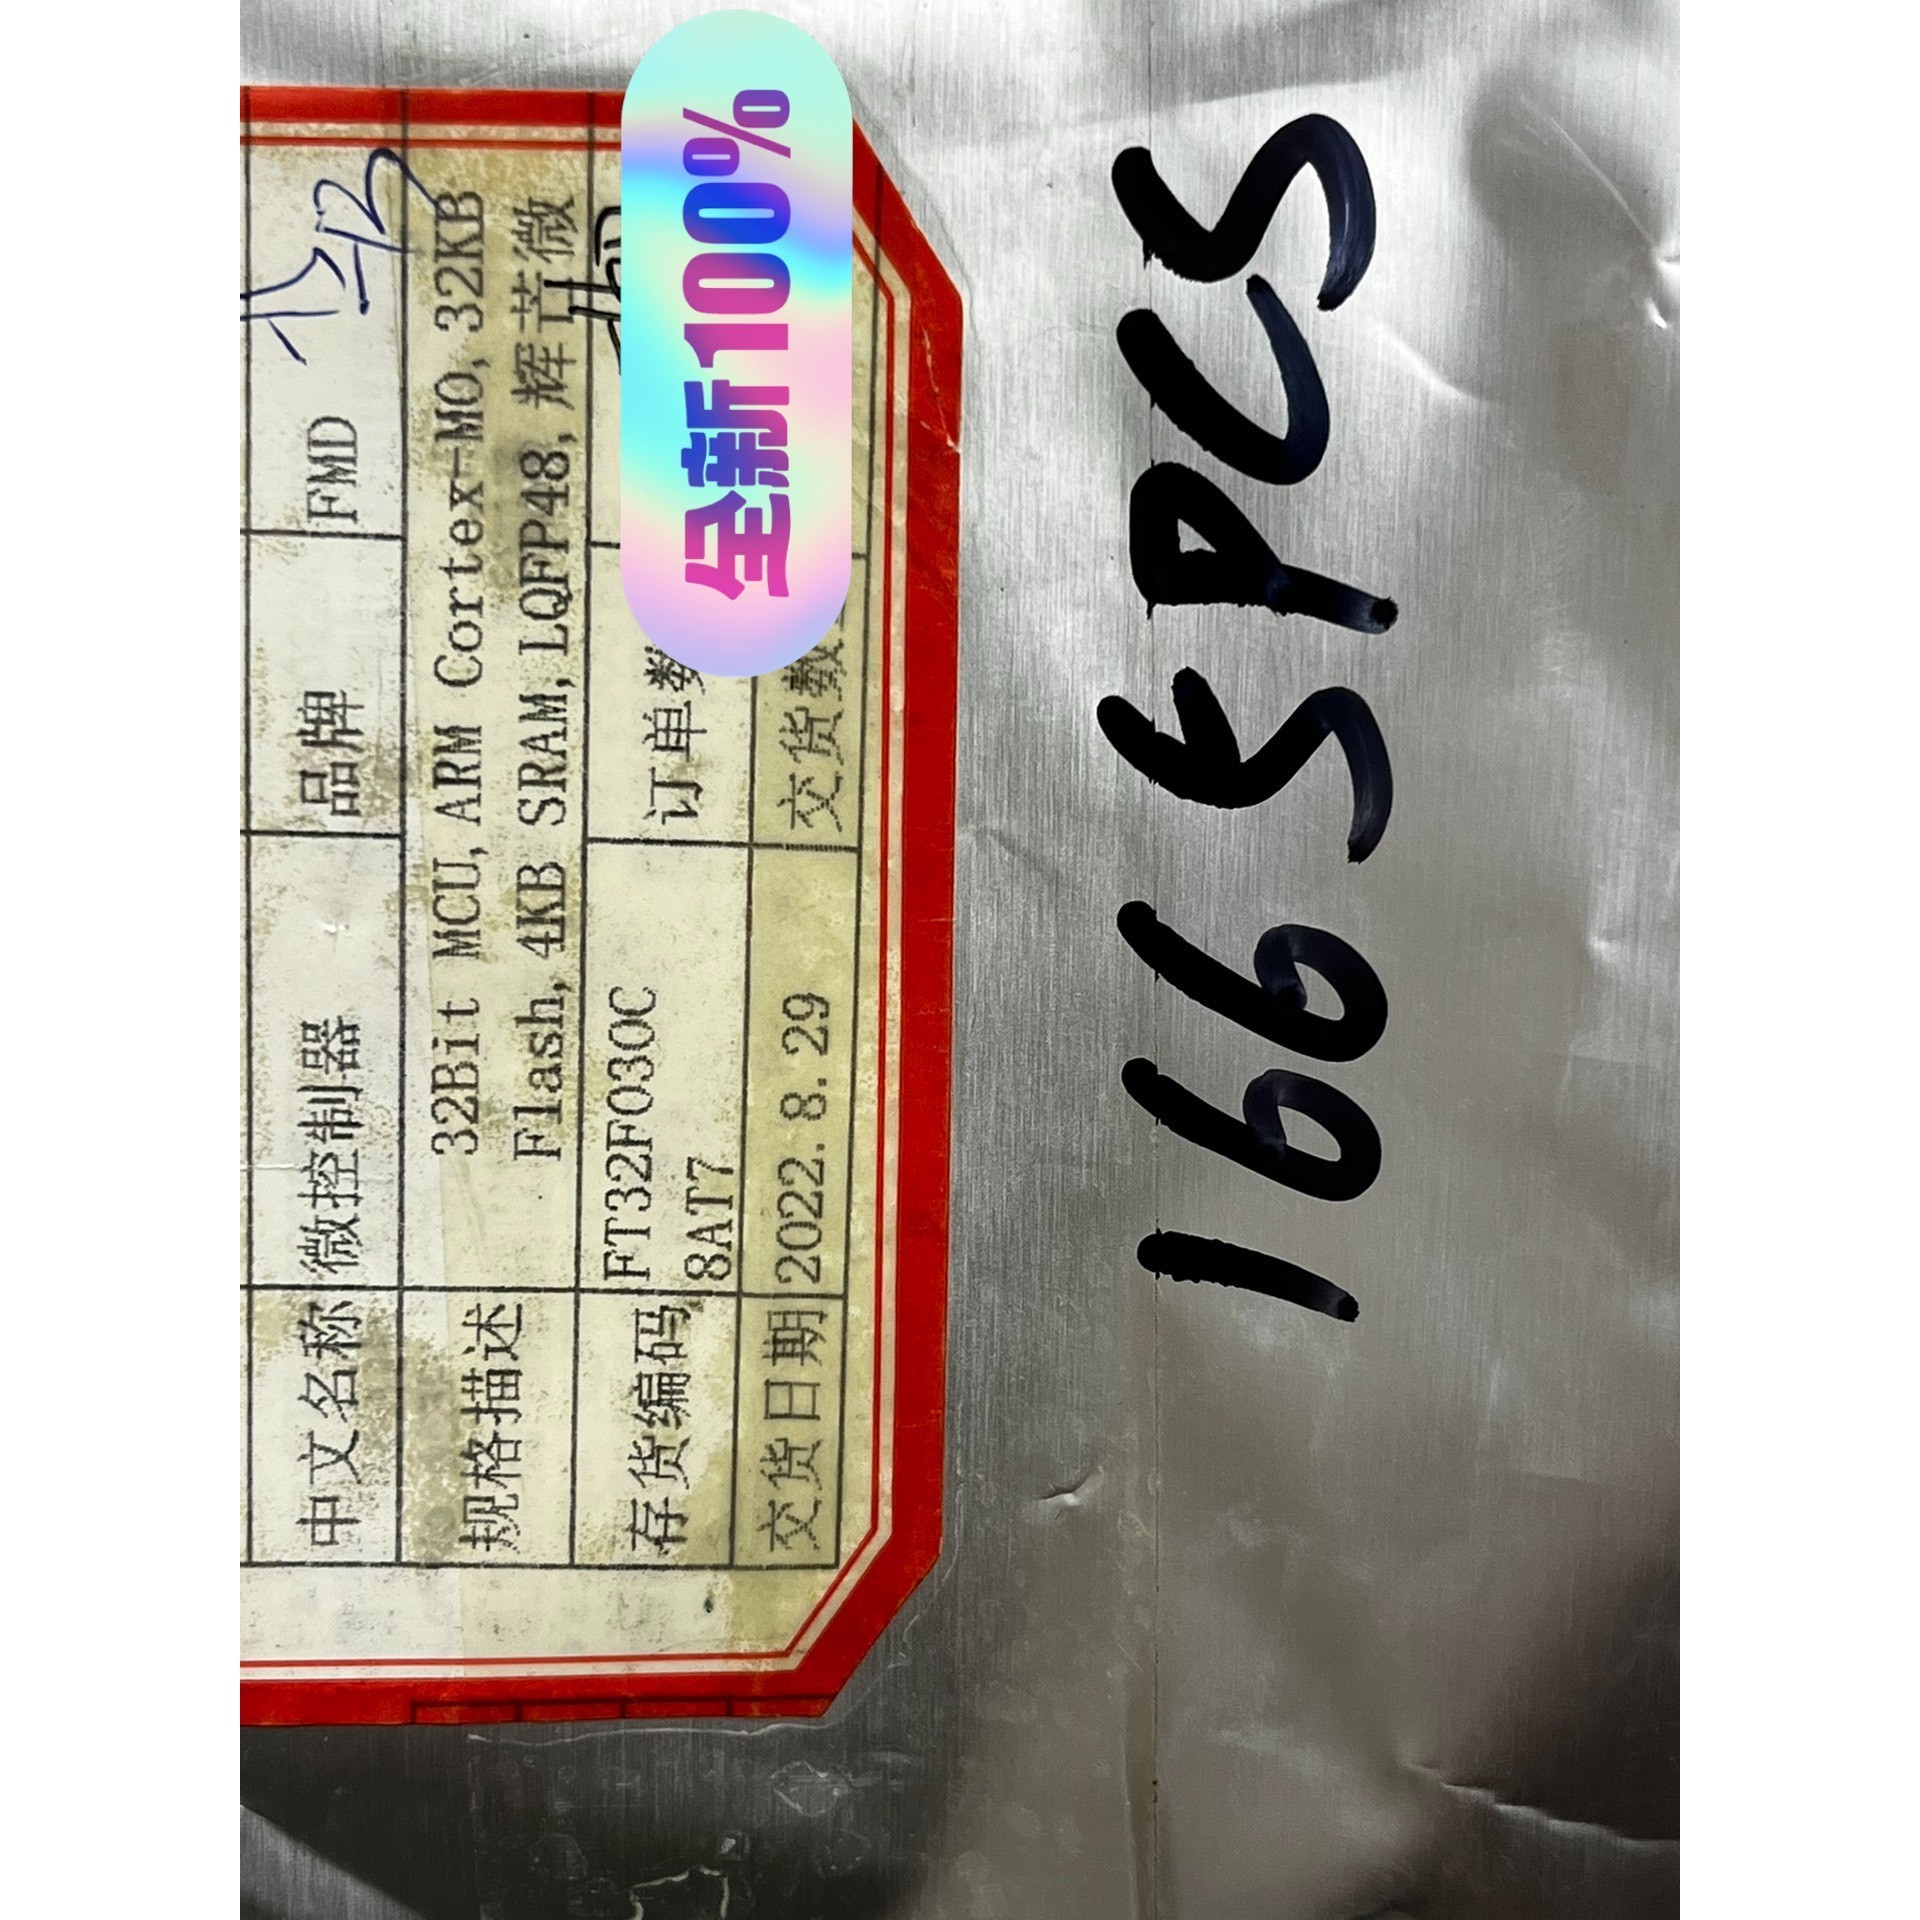 中文名称 微控制器 品牌 FMD
规格描述 32Bit MCU, ARM Cortex-M0, 32KB
Flash, 4KB SRAM, LQFP48, 辉芒微
存货编码 FT32F030C
8AT7
订单数
交货日期 2022.8.29 交货数
全新100%
1665PCS